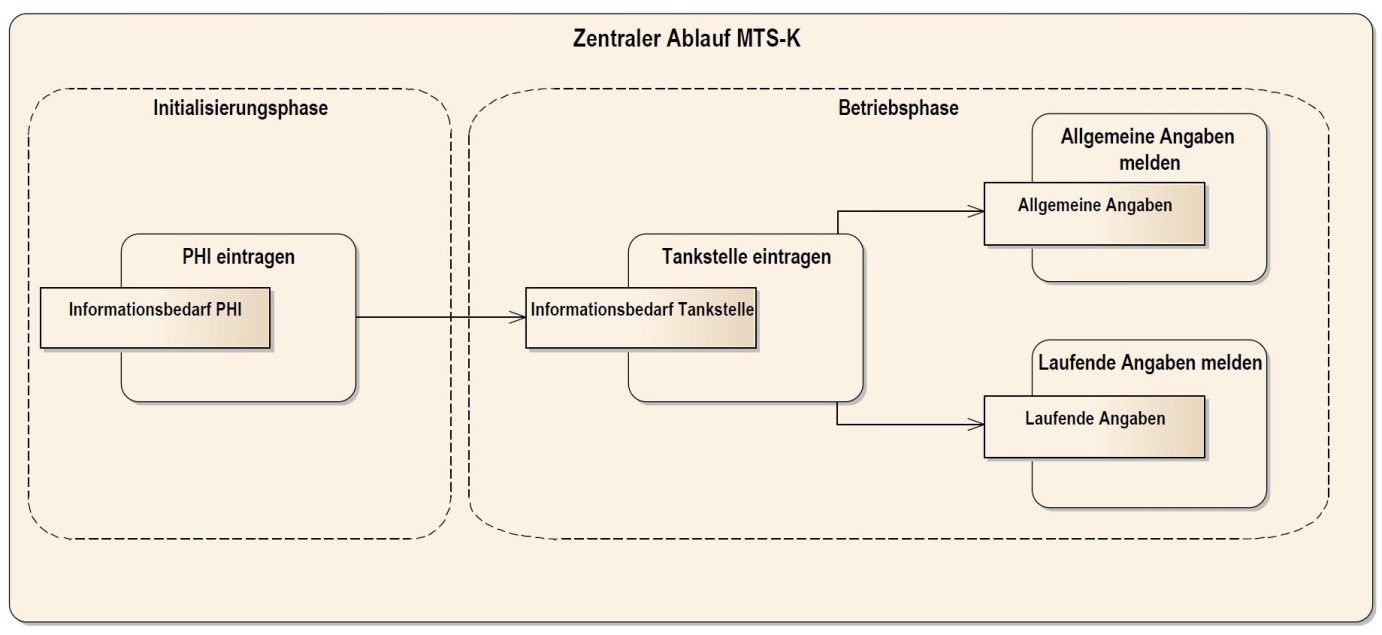 Zentraler Ablauf MTS-K
Initialisierungsphase
PHI eintragen
Informationsbedarf PHI
Betriebsphase
Tankstelle eintragen
Informationsbedarf Tankstelle
Allgemeine Angaben
melden
Allgemeine Angaben
Laufende Angaben melden
Laufende Angaben